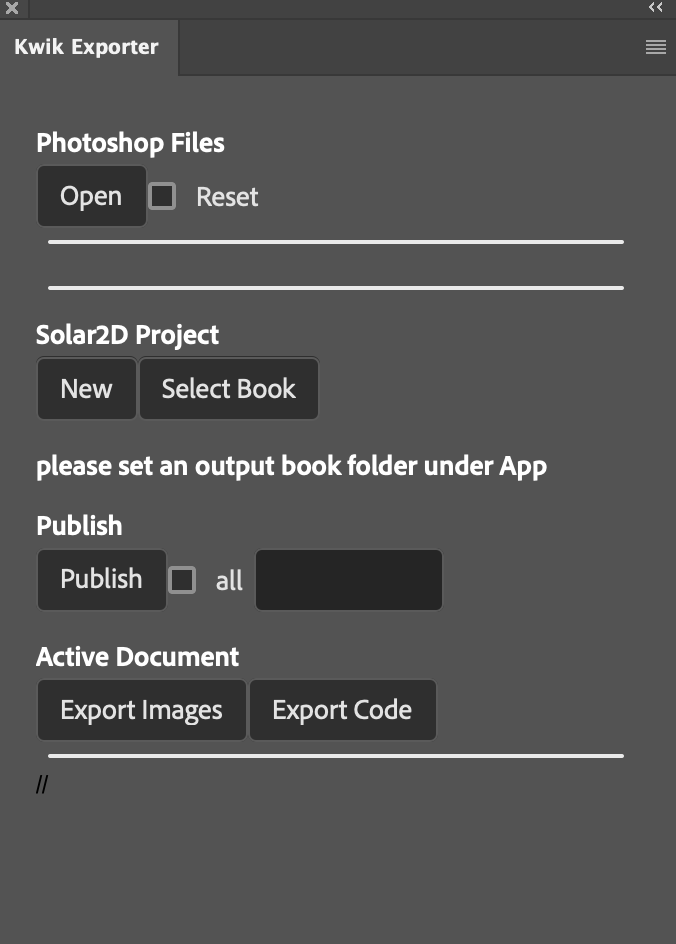 Kwik Exporter
Photoshop Files
Open Reset
Solar2D Project
New Select Book
please set an output book folder under App
Publish
Publish all
Active Document
Export Images Export Code
//